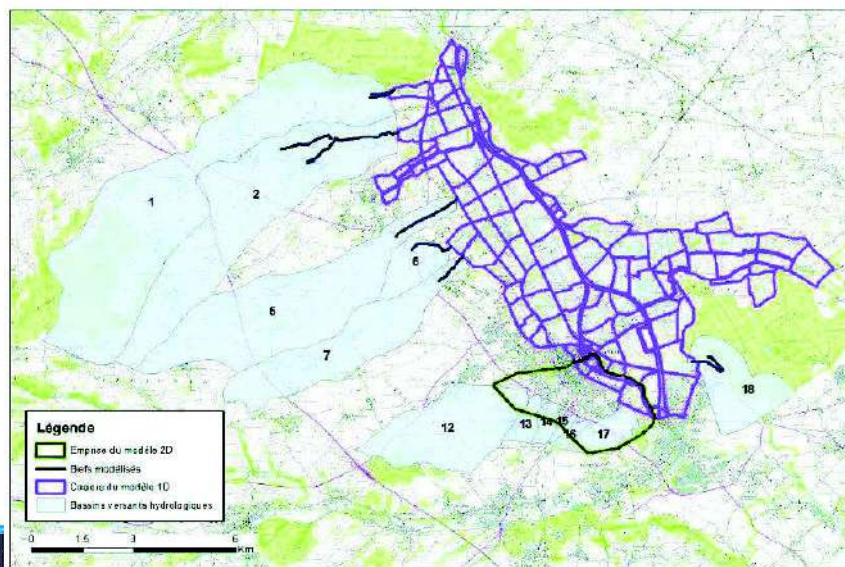 1
2
6
5
7
12
13
14
15
16
17
18
Légende
Emprise du modèle 2D
Biefs modélisés
Casiers du modèle 1D
Bassins versants hydrologiques
0 1.5 3 6
Km